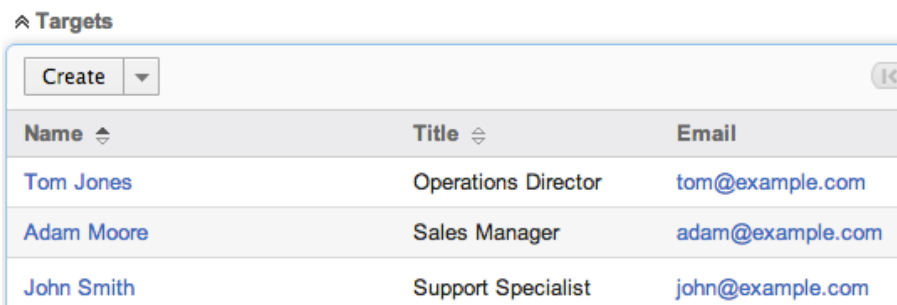 Targets
Create
Name Title Email
Tom Jones Operations Director tom@example.com
Adam Moore Sales Manager adam@example.com
John Smith Support Specialist john@example.com